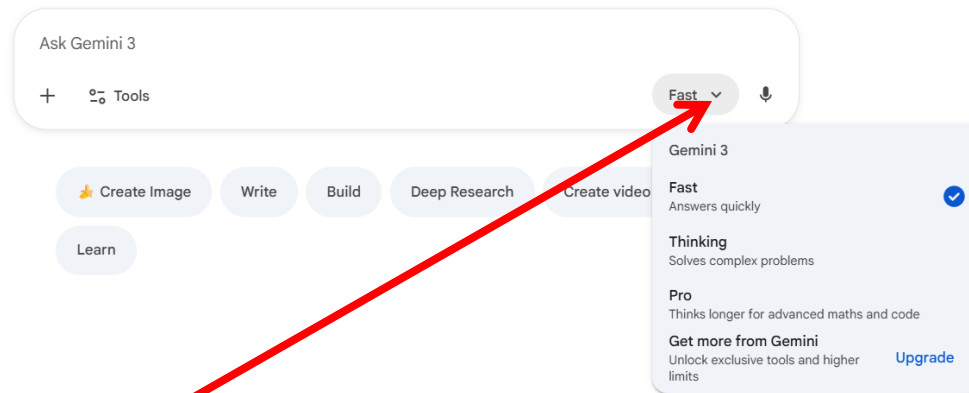 Ask Gemini 3
Tools
Fast
Create Image
Write
Build
Deep Research
Create video
Learn
Gemini 3
Fast
Answers quickly
Thinking
Solves complex problems
Pro
Thinks longer for advanced maths and code
Get more from Gemini
Unlock exclusive tools and higher
limits
Upgrade